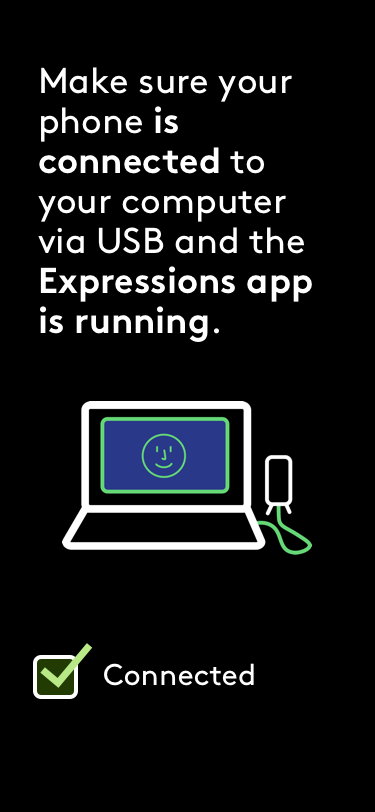 Make sure your
phone is
connected to
your computer
via USB and the
Expressions app
is running.
Connected